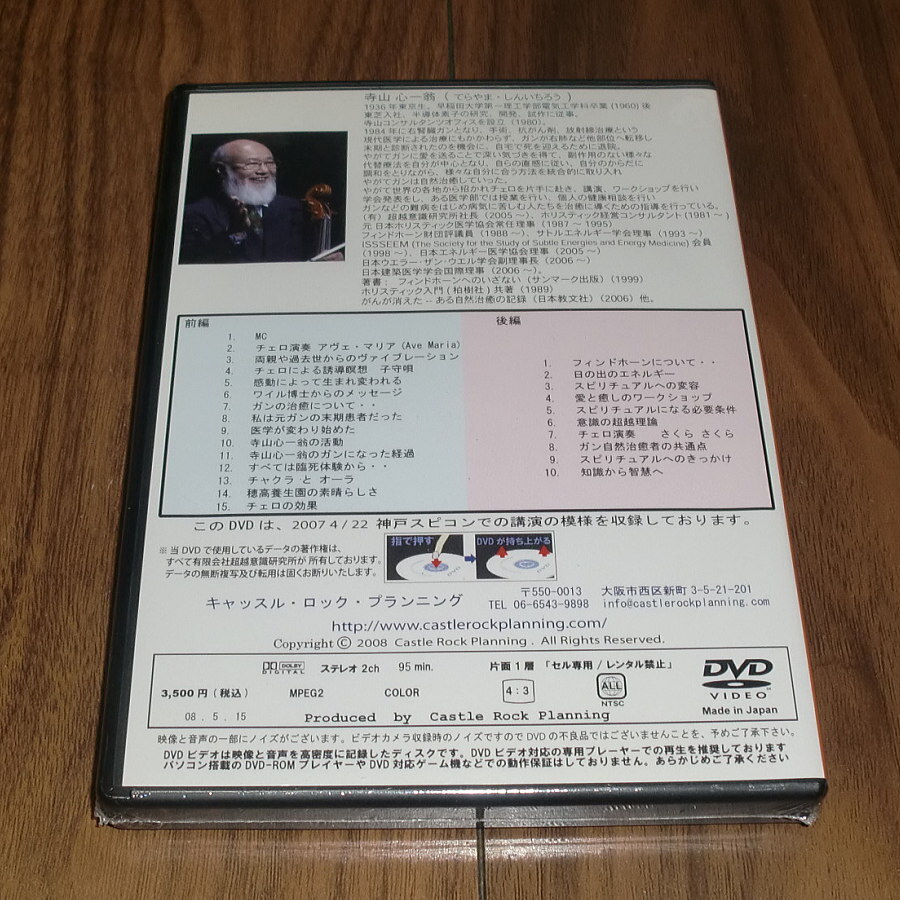 寺山 心一翁 ( てらやま・しんいちろう )
1936年東京生。早稲田大学第一理工学部電気工学科卒業(1960)後
東芝入社、半導体素子の研究、開発、試作に従事。
寺山コンサルタンツオフィスを設立(1980)。
1984年に右腎臓ガンとなり、手術、抗がん剤、放射線治療という
現代医学による治療にもかかわらず、ガンが右肺など他部位へ転移し
末期と診断されたのを機会に、自宅で死を迎えるために退院。
やがてガンに愛を送ることで深い気づきを得て、副作用のない様々な
代替療法を自分が中心となり、自らの直感に従い、自分のからだに
調和をとりながら、様々な自分に合う方法を統合的に取り入れ
やがてガンは自然治癒していった。
やがて世界の各地から招かれチェロを片手に赴き、講演、ワークショップを行い
学会発表をし、ある医学部では授業を行い、個人の健康相談を行い
ガンなどの難病をはじめ病気に苦しむ人たちを治癒に導くための指導を行っている。
(有)超越意識研究所社長(2005～)、ホリスティック経営コンサルタント(1981～)
元 日本ホリスティック医学協会常任理事(1987～1995)
フィンドホーン財団評議員(1988～)、サトルエネルギー学会理事(1993～)
ISSSEEM (The Society for the Study of Subtle Energies and Energy Medicine) 会員
(1998～)、日本エネルギー医学協会理事(2005～)
日本ウエラー・ザン・ウエル学会副理事長(2006～)
日本建築医学学会国際理事(2006～)、
著書: フィンドホーンへのいざない(サンマーク出版)(1999)
ホリスティック入門(柏樹社)共著(1989)
がんが消えた -- ある自然治癒の記録(日本教文社)(2006)他。
前編
1. MC
2. チェロ演奏 アヴェ・マリア (Ave Maria)
3. 両親や過去世からのヴァイブレーション
4. チェロによる誘導瞑想 子守唄
5. 感動によって生まれ変われる
6. ワイル博士からのメッセージ
7. ガンの治癒について・・
8. 私は元ガンの末期患者だった
9. 医学が変わり始めた
10. 寺山心一翁の活動
11. 寺山心一翁のガンになった経過
12. すべては臨死体験から・・
13. チャクラ と オーラ
14. 穂高養生園の素晴らしさ
15. チェロの効果
後編
1. フィンドホーンについて・・
2. 日の出のエネルギー
3. スピリチュアルへの変容
4. 愛と癒しのワークショップ
5. スピリチュアルになる必要条件
6. 意識の超越理論
7. チェロ演奏 さくら さくら
8. ガン自然治癒者の共通点
9. スピリチュアルへのきっかけ
10. 知識から智慧へ
このDVDは、2007 4/22 神戸スピコンでの講演の模様を収録しております。
※当DVDで使用しているデータの著作権は、
すべて有限会社超越意識研究所が所有しております。
データの無断複写及び転用は固くお断りいたします。
指で押す
DVDが持ち上がる
キャッスル・ロック・プランニング
〒550-0013 大阪市西区新町 3-5-21-201
TEL 06-6543-9898 info@castlerockplanning.com
http://www.castlerockplanning.com/
Copyright © 2008 Castle Rock Planning . All Rights Reserved.
DOLBY DIGITAL ステレオ 2ch 95 min. 片面1層 「セル専用/レンタル禁止」
3,500円(税込) MPEG2 COLOR 4:3 ALL NTSC
DVD VIDEO
Made in Japan
08.5.15 Produced by Castle Rock Planning
映像と音声の一部にノイズがございます。ビデオカメラ収録時のノイズですのでDVDの不良品ではございませんことを、予めご了承下さい。
DVDビデオは映像と音声を高密度に記録したディスクです。DVDビデオ対応の専用プレーヤーでの再生を推奨しております
パソコン搭載のDVD-ROMプレイヤーやDVD対応ゲーム機などでの動作保証はしておりません。あらかじめご了承ください